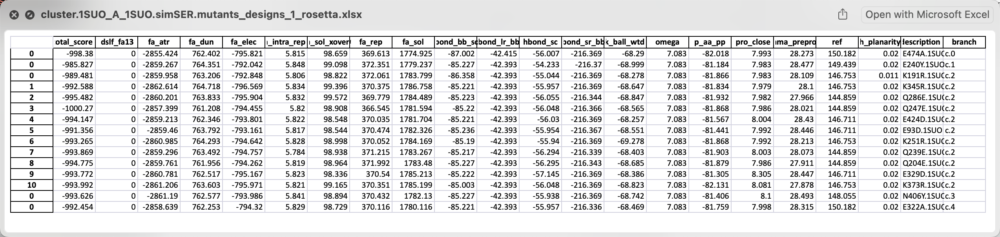 cluster.1SUO_A_1SUO.simSER.mutants_designs_1_rosetta.xlsx Open with Microsoft Excel
otal_score dslf_fa13 fa_atr fa_dun fa_elec _intra_rep _sol_xover fa_rep fa_sol bond_bb_sc bond_lr_bb hbond_sc bond_sr_bb k_ball_wtd omega p_aa_pp pro_close ma_prepro ref h_planarity description branch
0 -998.38 0 -2855.424 762.402 -795.821 5.815 98.659 369.613 1774.925 -87.002 -42.415 -56.007 -216.369 -68.29 7.083 -82.018 7.993 28.273 150.182 0.02 E474A.1SUO c.0
0 -985.827 0 -2859.267 764.351 -792.042 5.848 99.098 372.351 1779.237 -85.227 -42.393 -54.233 -216.37 -68.999 7.083 -81.184 7.983 28.477 149.439 0.02 E240Y.1SUO c.1
0 -989.481 0 -2859.958 763.206 -792.848 5.806 98.822 372.061 1783.799 -86.358 -42.393 -55.044 -216.369 -68.278 7.083 -81.866 7.983 28.109 146.753 0.011 K191R.1SUO c.2
1 -992.588 0 -2862.614 764.718 -796.569 5.834 99.396 370.375 1786.758 -85.221 -42.393 -55.957 -216.369 -68.647 7.083 -81.834 7.979 28.1 146.753 0.02 K345R.1SUO c.2
2 -995.482 0 -2860.201 763.833 -795.904 5.832 99.572 369.779 1784.489 -85.223 -42.393 -56.055 -216.344 -68.847 7.083 -81.932 7.982 27.966 144.859 0.02 Q286E.1SUO c.2
3 -1000.27 0 -2857.399 761.208 -794.455 5.82 98.908 366.545 1781.594 -85.22 -42.393 -56.048 -216.366 -68.565 7.083 -81.868 7.986 28.021 144.859 0.02 Q247E.1SUO c.2
4 -994.147 0 -2859.213 762.346 -793.801 5.822 98.548 370.035 1781.704 -85.221 -42.393 -56.03 -216.369 -68.257 7.083 -81.567 8.004 28.43 146.711 0.02 E424D.1SUO c.2
5 -991.356 0 -2859.46 763.792 -793.161 5.817 98.544 370.474 1782.326 -85.236 -42.393 -55.954 -216.367 -68.551 7.083 -81.441 7.992 28.446 146.711 0.02 E93D.1SUO c.2
6 -993.265 0 -2860.985 764.293 -794.642 5.828 98.998 370.052 1784.169 -85.19 -42.393 -55.94 -216.369 -69.278 7.083 -81.868 7.992 28.213 146.753 0.02 K251R.1SUO c.2
7 -993.869 0 -2859.296 763.492 -794.757 5.784 98.938 371.215 1783.267 -85.217 -42.393 -56.294 -216.339 -68.403 7.083 -81.903 8.003 28.073 144.859 0.02 Q239E.1SUO c.2
8 -994.775 0 -2859.761 761.956 -794.262 5.819 98.964 371.992 1783.48 -85.227 -42.393 -56.295 -216.343 -68.685 7.083 -81.879 7.986 27.911 144.859 0.02 Q204E.1SUO c.2
9 -993.772 0 -2860.781 762.517 -795.167 5.823 98.336 370.54 1785.213 -85.222 -42.393 -57.145 -216.369 -68.386 7.083 -81.305 8.305 28.447 146.711 0.02 E329D.1SUO c.2
10 -993.992 0 -2861.206 763.603 -795.971 5.821 99.165 370.351 1785.199 -85.003 -42.393 -56.048 -216.369 -68.823 7.083 -82.131 8.081 27.878 146.753 0.02 K373R.1SUO c.2
0 -993.626 0 -2861.19 762.577 -793.986 5.841 98.894 370.432 1782.13 -85.227 -42.393 -55.938 -216.369 -68.742 7.083 -81.406 8.1 28.493 148.055 0.02 N406Y.1SUO c.3
0 -992.454 0 -2858.639 762.253 -794.32 5.829 98.729 370.116 1780.116 -85.221 -42.393 -55.957 -216.336 -68.469 7.083 -81.759 7.998 28.315 150.182 0.02 E322A.1SUO c.4